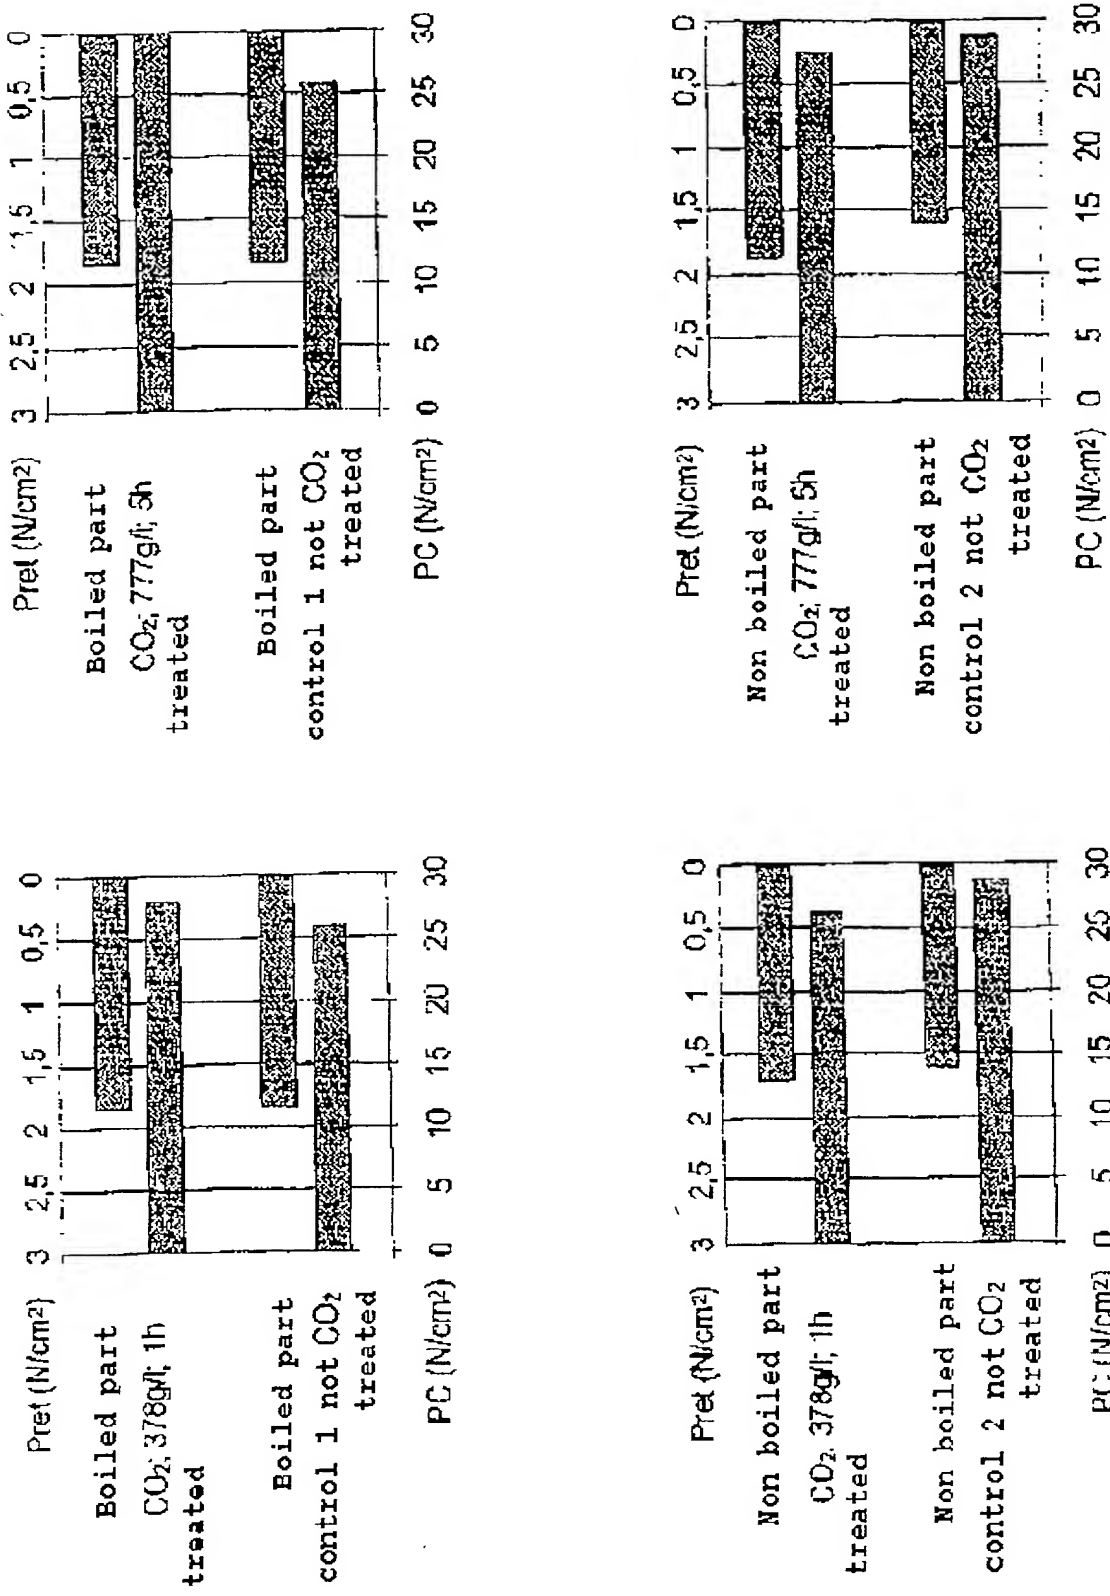 Pret (N/cm²) 3 2,5 2 1,5 1 0,5 0
Boiled part
CO₂; 378g/l; 1h
treated
Boiled part
control 1 not CO₂
treated
PC (N/cm²) 0 5 10 15 20 25 30
Pret (N/cm²) 3 2,5 2 1,5 1 0,5 0
Boiled part
CO₂; 777g/l; 5h
treated
Boiled part
control 1 not CO₂
treated
PC (N/cm²) 0 5 10 15 20 25 30
Pret (N/cm²) 3 2,5 2 1,5 1 0,5 0
Non boiled part
CO₂; 378g/l; 1h
treated
Non boiled part
control 2 not CO₂
treated
PC (N/cm²) 0 5 10 15 20 25 30
Pret (N/cm²) 3 2,5 2 1,5 1 0,5 0
Non boiled part
CO₂; 777g/l; 5h
treated
Non boiled part
control 2 not CO₂
treated
PC (N/cm²) 0 5 10 15 20 25 30